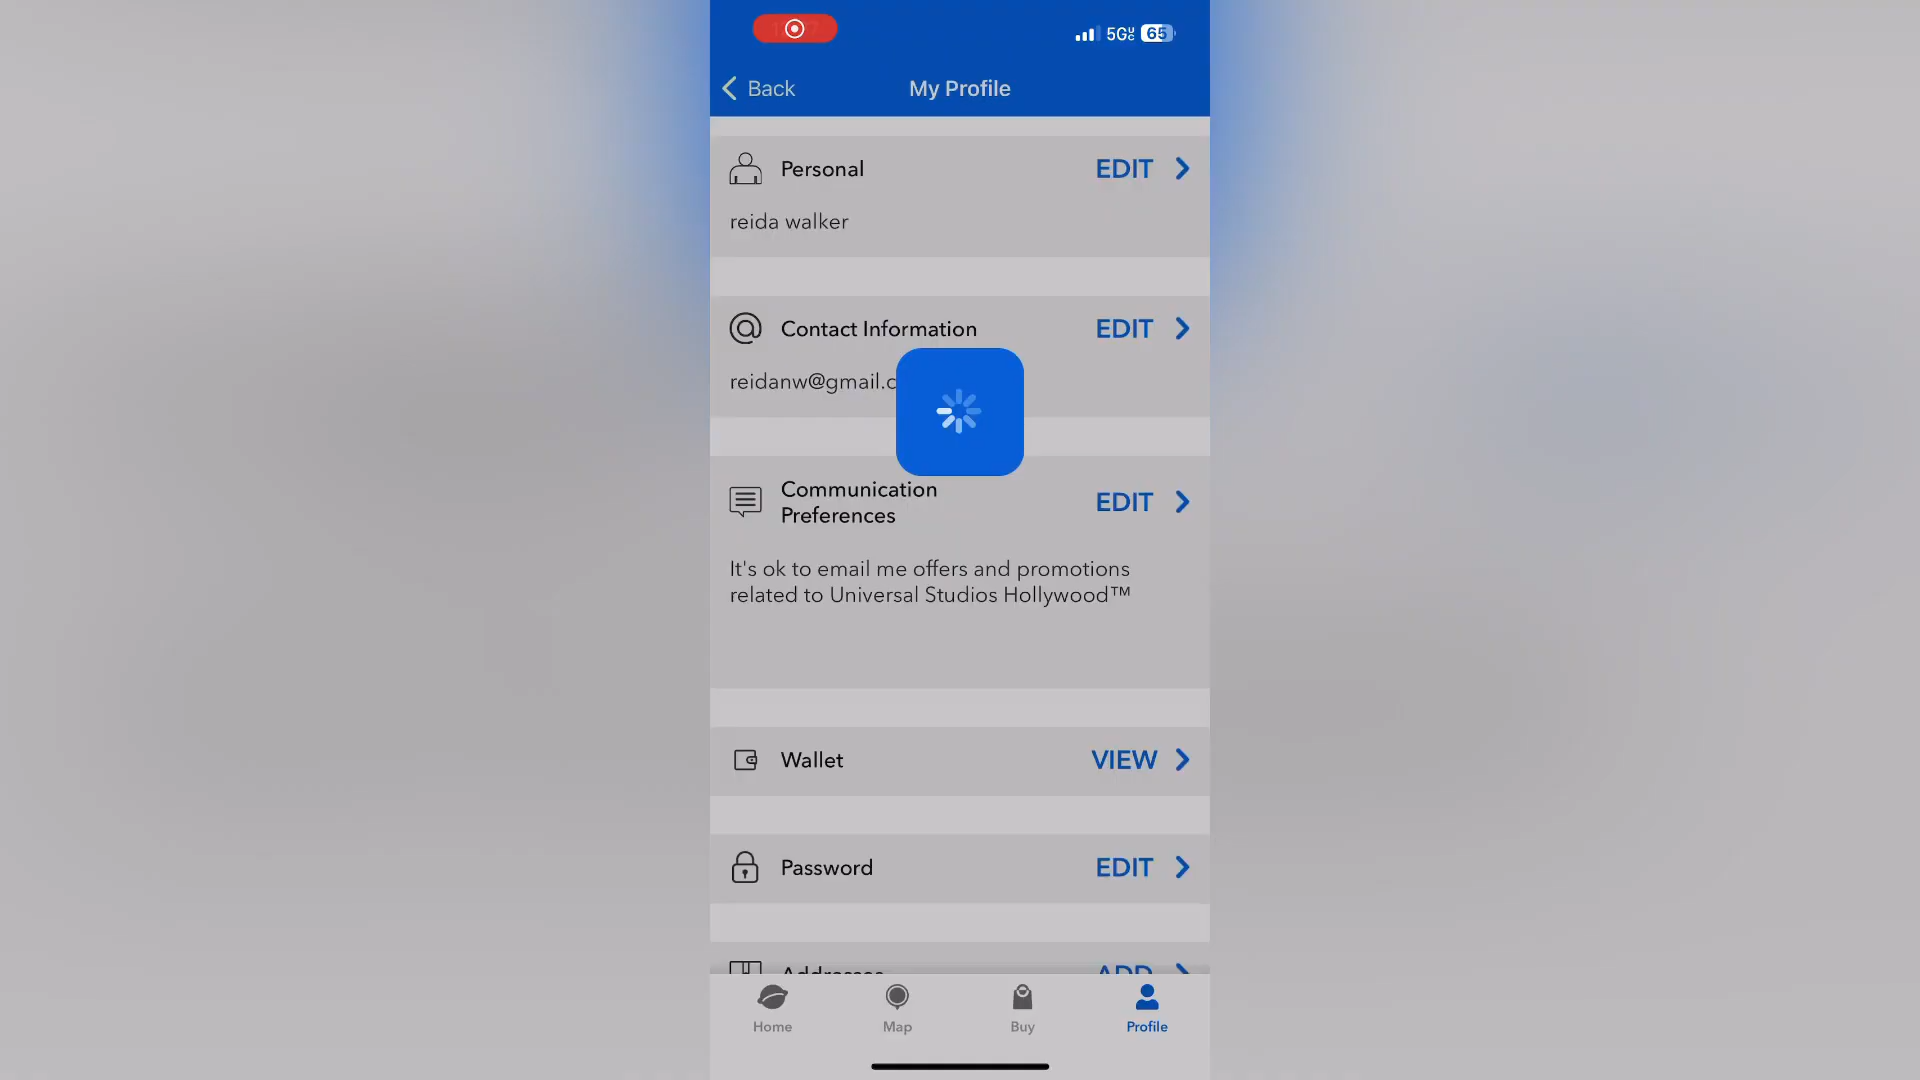 5G
65
Back
My Profile
Personal
EDIT
reida walker
Contact Information
EDIT
reidanw@gmail.c
Communication
Preferences
EDIT
It's ok to email me offers and promotions
related to Universal Studios Hollywood™
Wallet
VIEW
Password
EDIT
Addresses
ADD
Home
Map
Buy
Profile